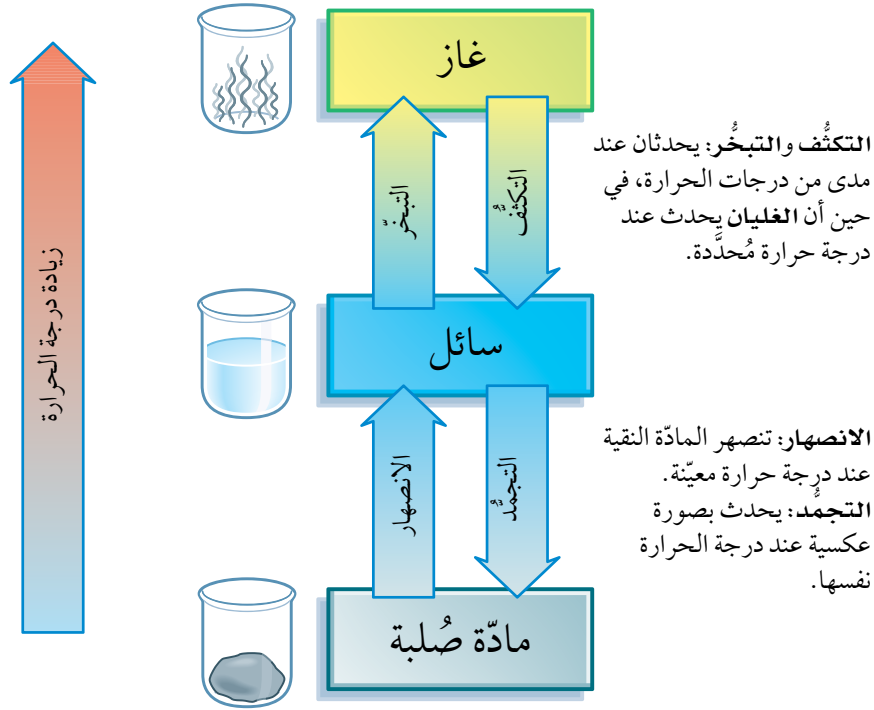 غاز
التكثُّف والتبخُّر: يحدثان عند
مدى من درجات الحرارة، في
حين أن الغليان يحدث عند
درجة حرارة مُحدَّدة.
التبخّر
التكثُّف
زيادة درجة الحرارة
سائل
الانصهار: تنصهر المادّة النقية
عند درجة حرارة معيّنة.
التجمُّد: يحدث بصورة
عكسية عند درجة الحرارة
نفسها.
الانصهار
التجمُّد
مادّة صُلبة